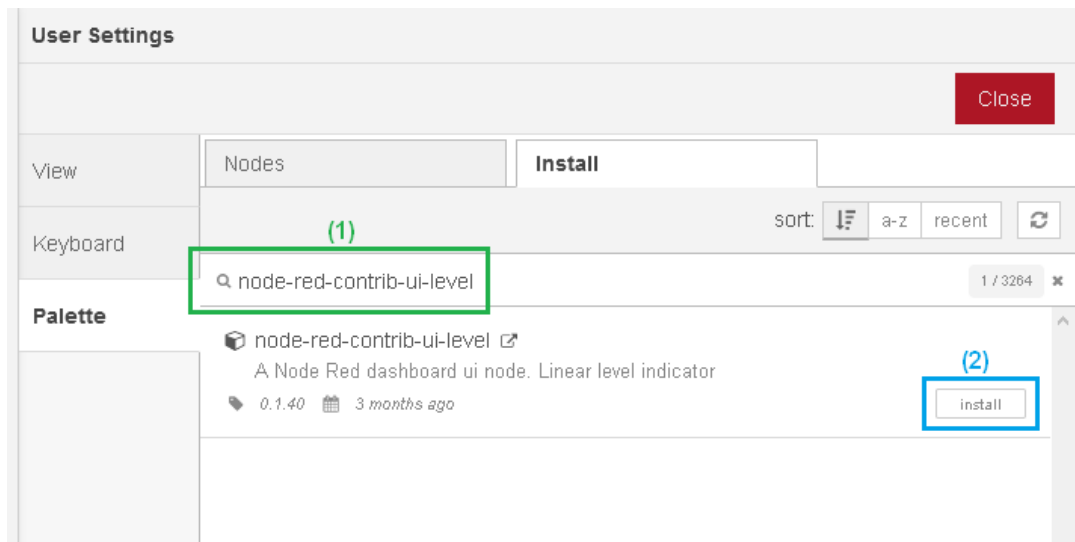 User Settings
Close
View
Nodes
Install
sort: a-z recent
Keyboard
(1)
node-red-contrib-ui-level
1 / 3264
Palette
node-red-contrib-ui-level
A Node Red dashboard ui node. Linear level indicator
(2)
0.1.40 3 months ago
install